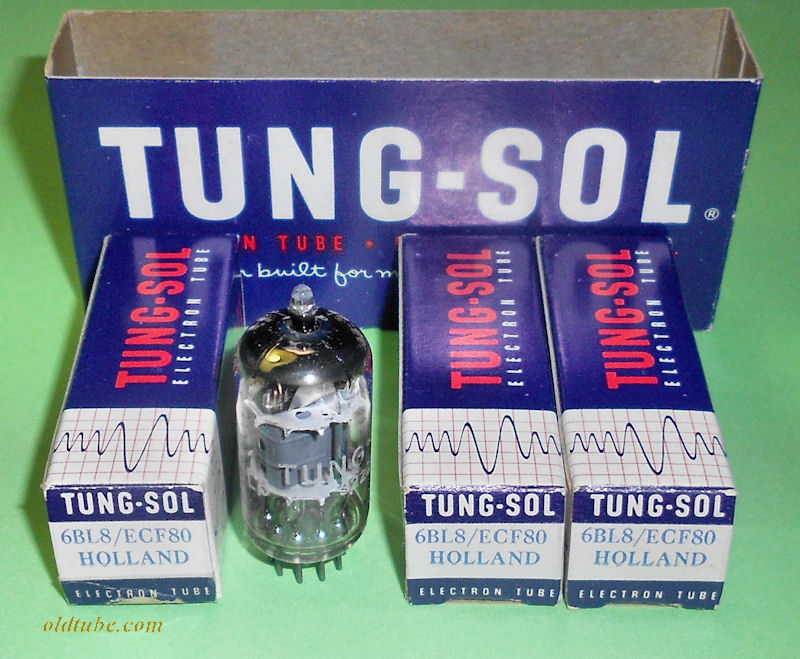 TUNG-SOL®
N TUBE •
r built for m
TUNG-SOL
ELECTRON TUBE
TUNG-SOL
6BL8/ECF80
HOLLAND
ELECTRON TUBE
TUNG
TUNG-SOL
ELECTRON TUBE
TUNG-SOL
6BL8/ECF80
HOLLAND
ELECTRON TUBE
TUNG-SOL
ELECTRON TUBE
TUNG-SOL
6BL8/ECF80
HOLLAND
ELECTRON TUBE
oldtube.com